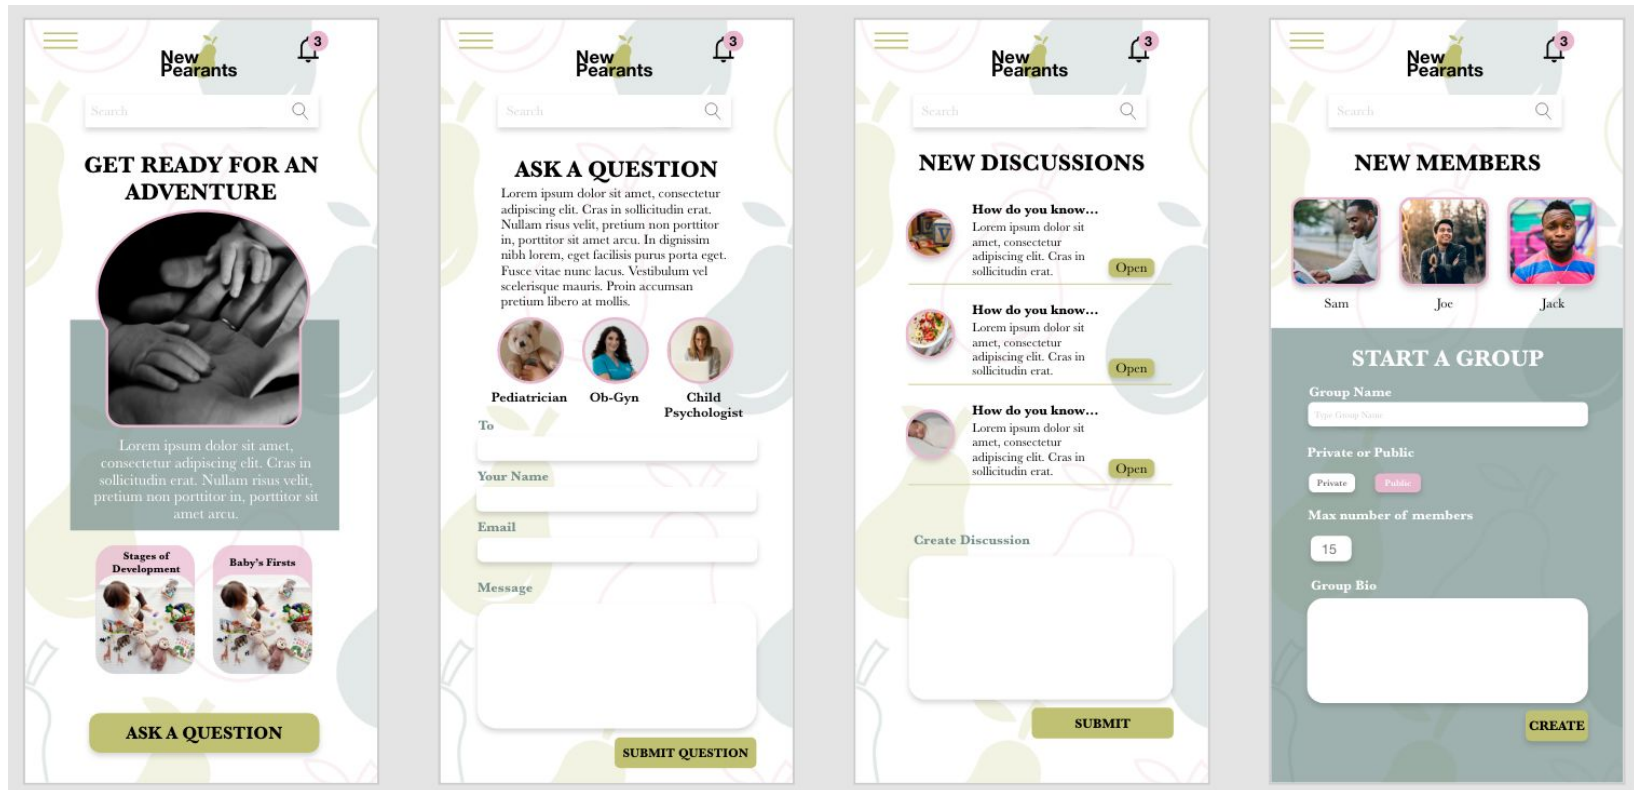 New
Pearants
3
Search
GET READY FOR AN
ADVENTURE
Lorem ipsum dolor sit amet,
consectetur adipiscing elit. Cras in
sollicitudin erat. Nullam risus velit,
pretium non porttitor in, porttitor sit
amet arcu.
Stages of
Development
Baby's Firsts
ASK A QUESTION
New
Pearants
3
Search
ASK A QUESTION
Lorem ipsum dolor sit amet, consectetur
adipiscing elit. Cras in sollicitudin erat.
Nullam risus velit, pretium non porttitor
in, porttitor sit amet arcu. In dignissim
nibh lorem, eget facilisis purus porta eget.
Fusce vitae nunc lacus. Vestibulum vel
scelerisque mauris. Proin accumsan
pretium libero at mollis.
Pediatrician
Ob-Gyn
Child
Psychologist
To
Your Name
Email
Message
SUBMIT QUESTION
New
Pearants
3
Search
NEW DISCUSSIONS
How do you know...
Lorem ipsum dolor sit
amet, consectetur
adipiscing elit. Cras in
sollicitudin erat.
Open
How do you know...
Lorem ipsum dolor sit
amet, consectetur
adipiscing elit. Cras in
sollicitudin erat.
Open
How do you know...
Lorem ipsum dolor sit
amet, consectetur
adipiscing elit. Cras in
sollicitudin erat.
Open
Create Discussion
SUBMIT
New
Pearants
3
Search
NEW MEMBERS
Sam
Joe
Jack
START A GROUP
Group Name
Type Group Name
Private or Public
Private
Public
Max number of members
15
Group Bio
CREATE